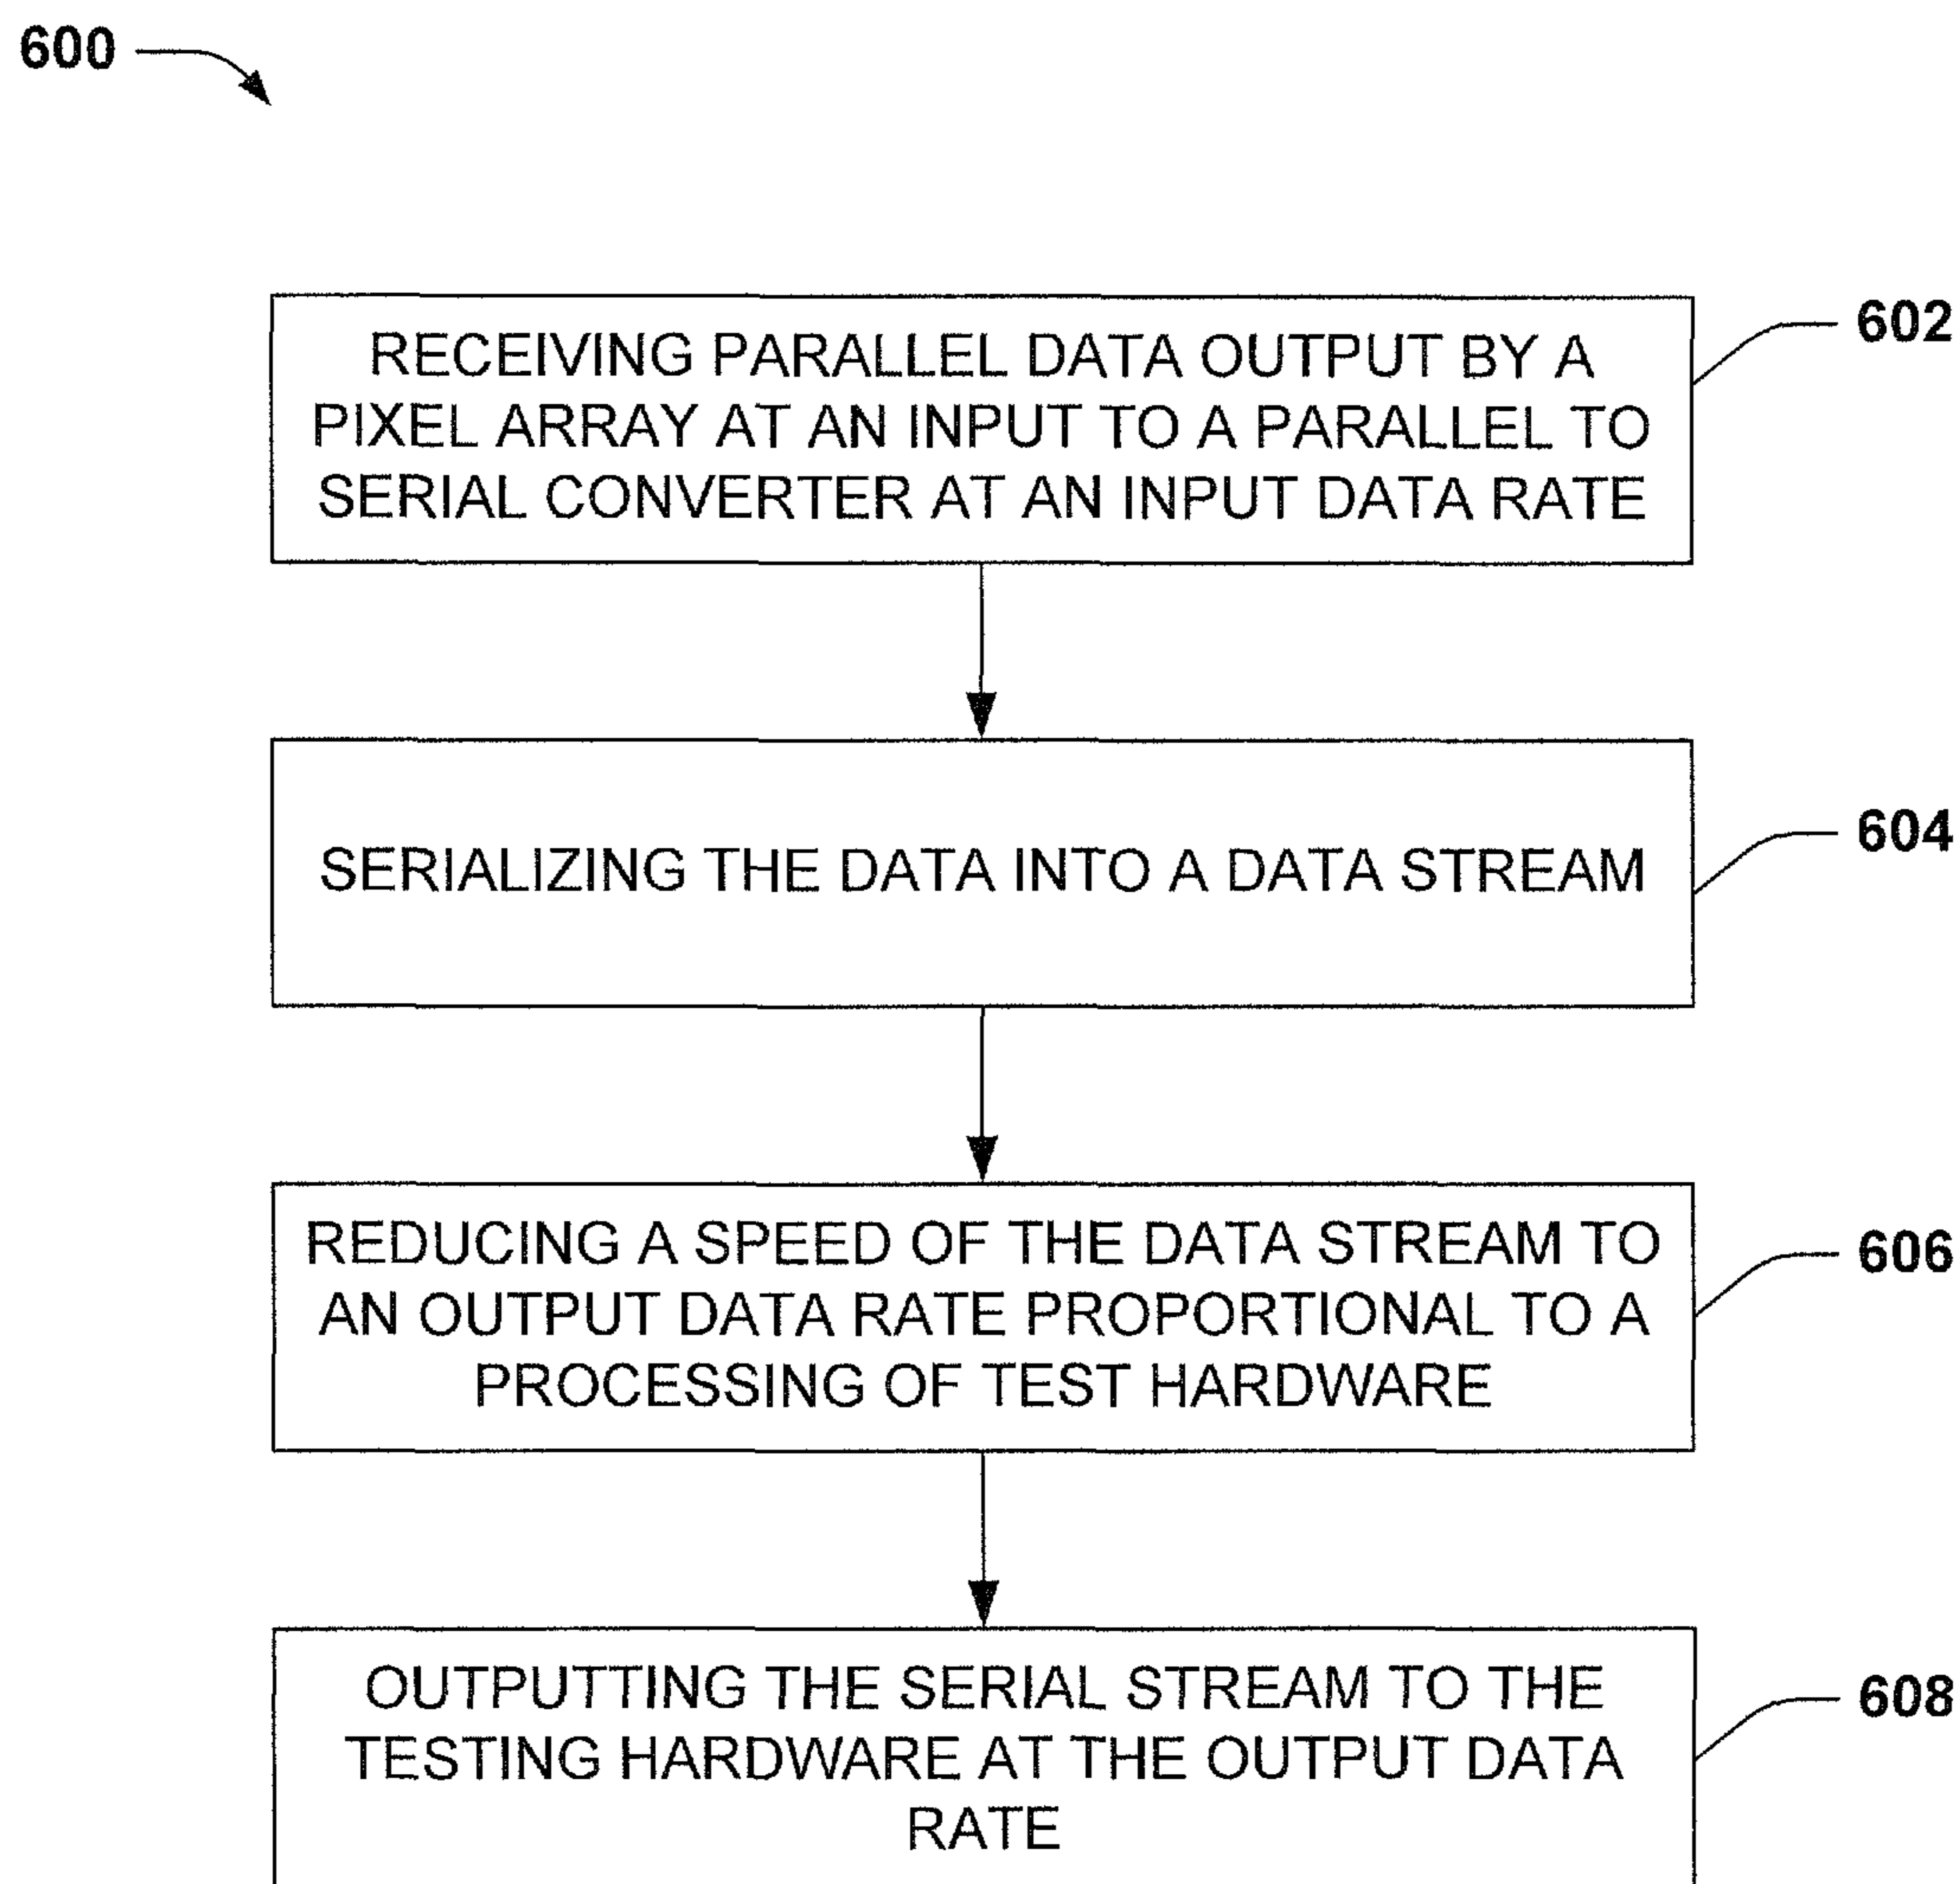 600
RECEIVING PARALLEL DATA OUTPUT BY A
PIXEL ARRAY AT AN INPUT TO A PARALLEL TO
SERIAL CONVERTER AT AN INPUT DATA RATE
602
SERIALIZING THE DATA INTO A DATA STREAM
604
REDUCING A SPEED OF THE DATA STREAM TO
AN OUTPUT DATA RATE PROPORTIONAL TO A
PROCESSING OF TEST HARDWARE
606
OUTPUTTING THE SERIAL STREAM TO THE
TESTING HARDWARE AT THE OUTPUT DATA
RATE
608